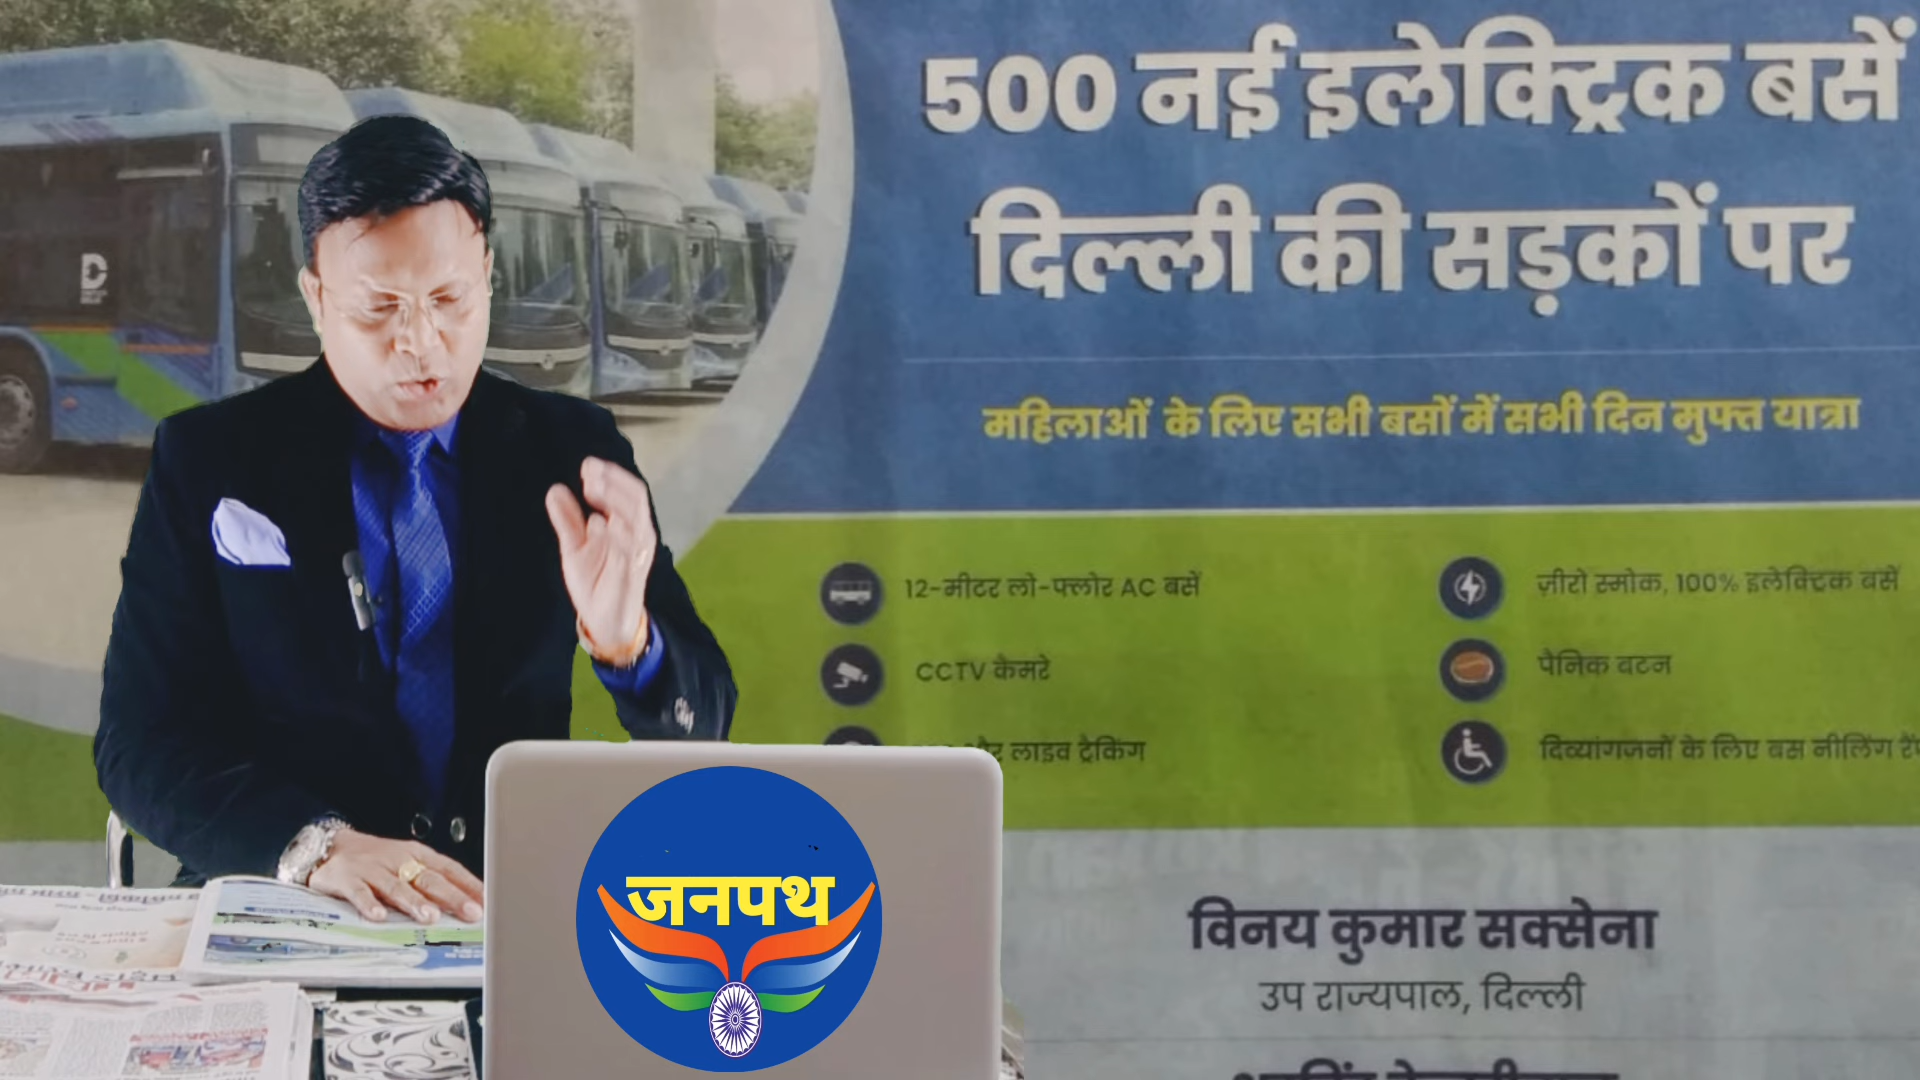 500 नई इलेक्ट्रिक बसें
दिल्ली की सड़कों पर
महिलाओं के लिए सभी बसों में सभी दिन मुफ्त यात्रा
12-मीटर लो-फ्लोर AC बसें
ज़ीरो स्मोक, 100% इलेक्ट्रिक बसें
CCTV कैमरे
पैनिक बटन
और लाइव ट्रैकिंग
दिव्यांगजनों के लिए बस नीलिंग
जनपथ
विनय कुमार सक्सेना
उप राज्यपाल, दिल्ली